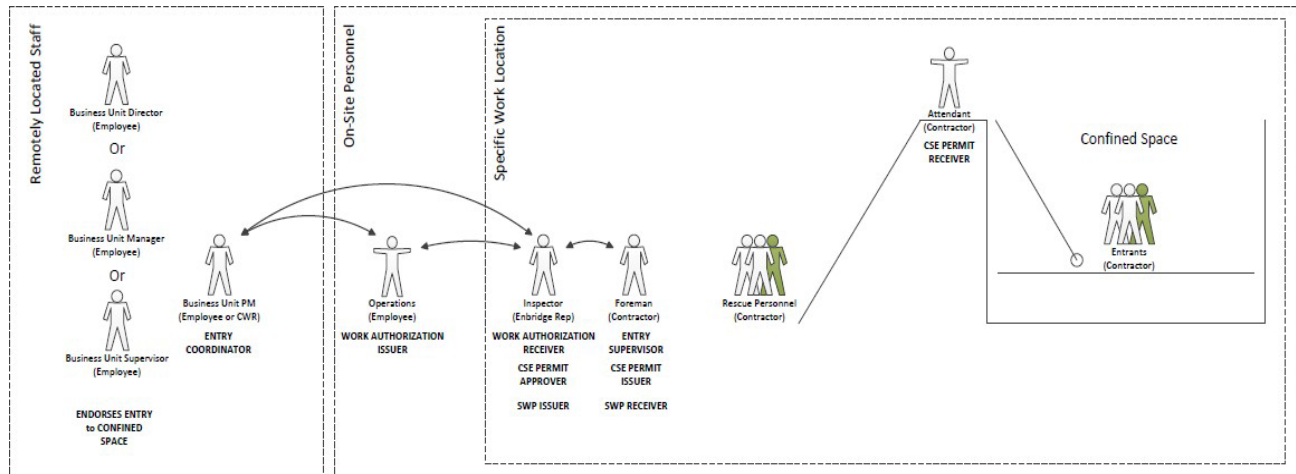 Remotely Located Staff
Business Unit Director
(Employee)
Or
Business Unit Manager
(Employee)
Or
Business Unit Supervisor
(Employee)
ENDORSES ENTRY
to CONFINED
SPACE
Business Unit PM
(Employee or CWR)
ENTRY
COORDINATOR
On-Site Personnel
Operations
(Employee)
WORK AUTHORIZATION
ISSUER
Specific Work Location
Inspector
(Enbridge Rep)
WORK AUTHORIZATION
RECEIVER
CSE PERMIT
APPROVER
SWP ISSUER
Foreman
(Contractor)
ENTRY
SUPERVISOR
CSE PERMIT
ISSUER
SWP RECEIVER
Rescue Personnel
(Contractor)
Attendant
(Contractor)
CSE PERMIT
RECEIVER
Confined Space
Entrants
(Contractor)